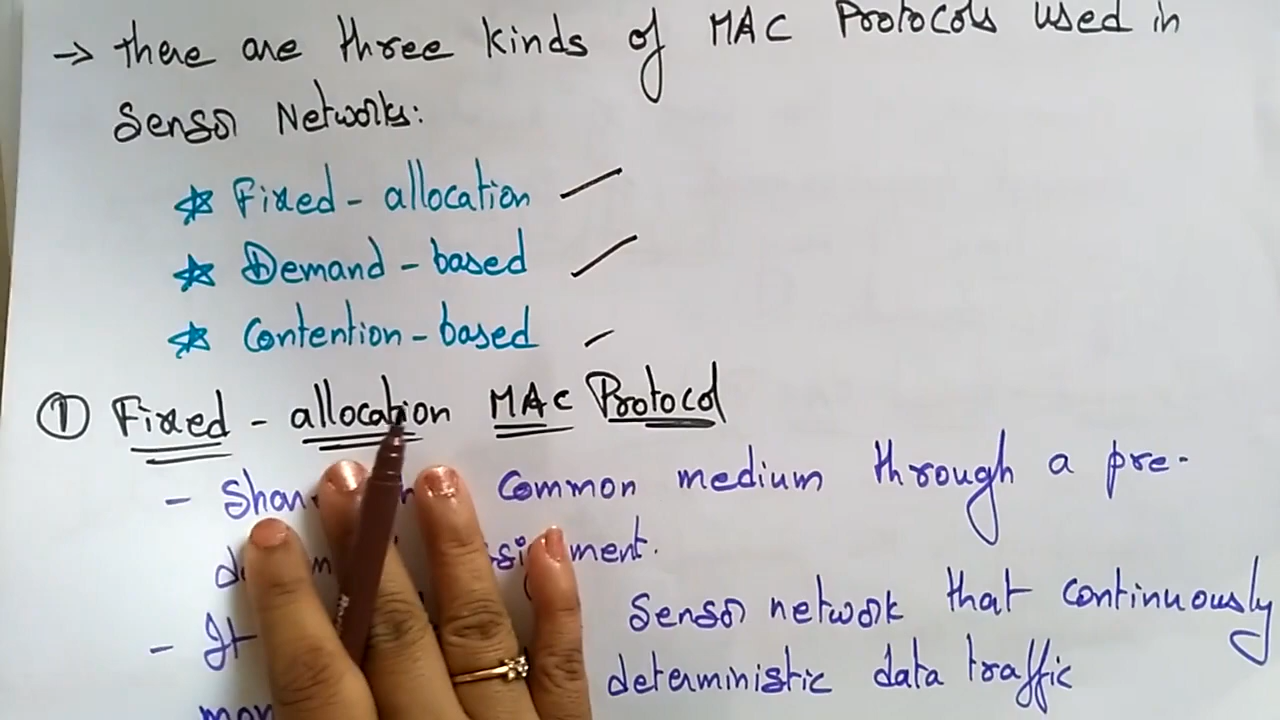 → there are three kinds of MAC Protocols used in
Sensor Networks:
☆ Fixed - allocation
☆ Demand - based
☆ Contention - based
① Fixed - allocation MAC Protocol
- common medium through a pre-
- It sensor network that continuously
deterministic data traffic